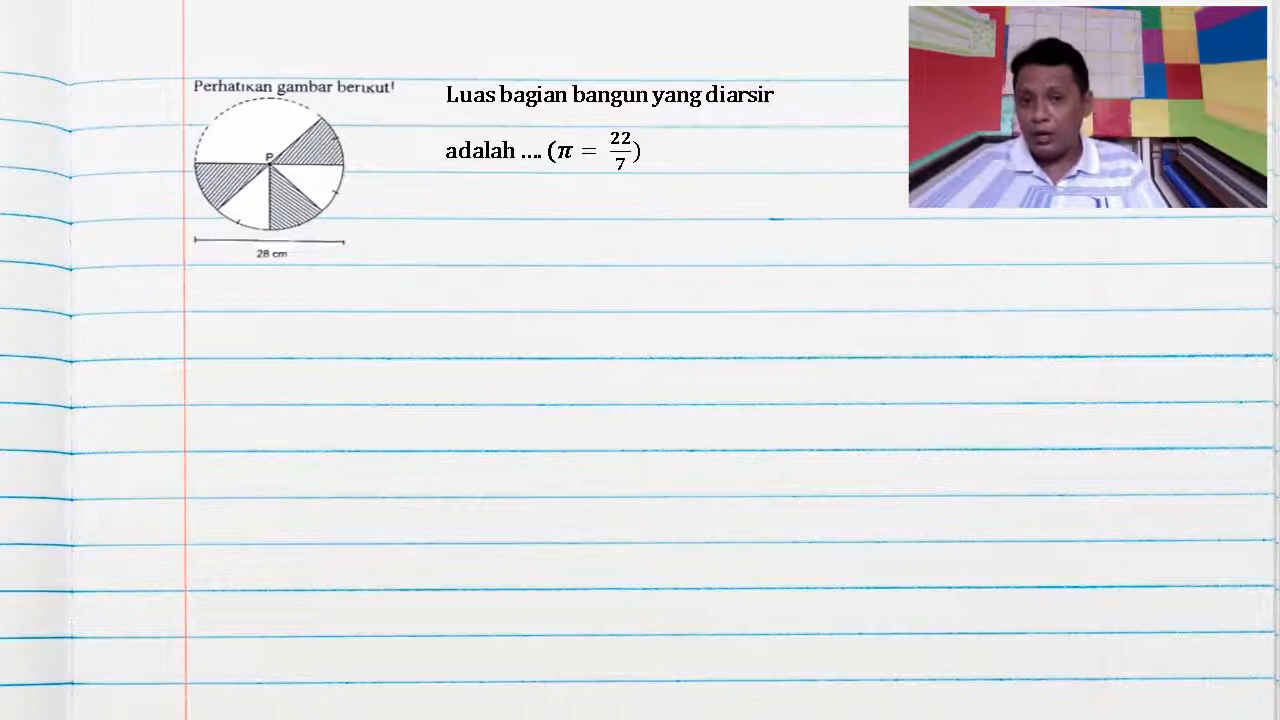 Perhatikan gambar berikut!
P
28 cm
Luas bagian bangun yang diarsir
adalah .... (π = 22/7)